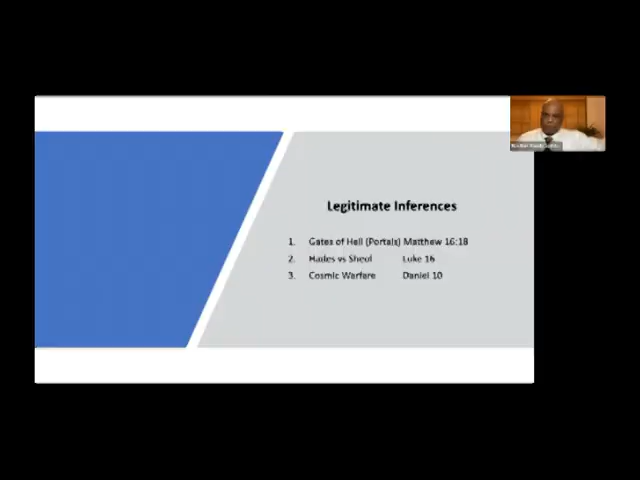 Legitimate Inferences
1. Gates of Hell (Portals) Matthew 16:18
2. Hades vs Sheol Luke 16
3. Cosmic Warfare Daniel 10